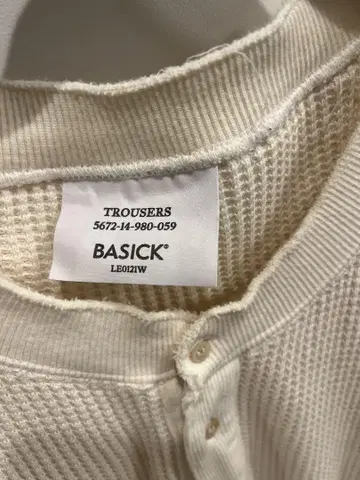 TROUSERS
5672-14-980-059
BASICK®
LE0121W